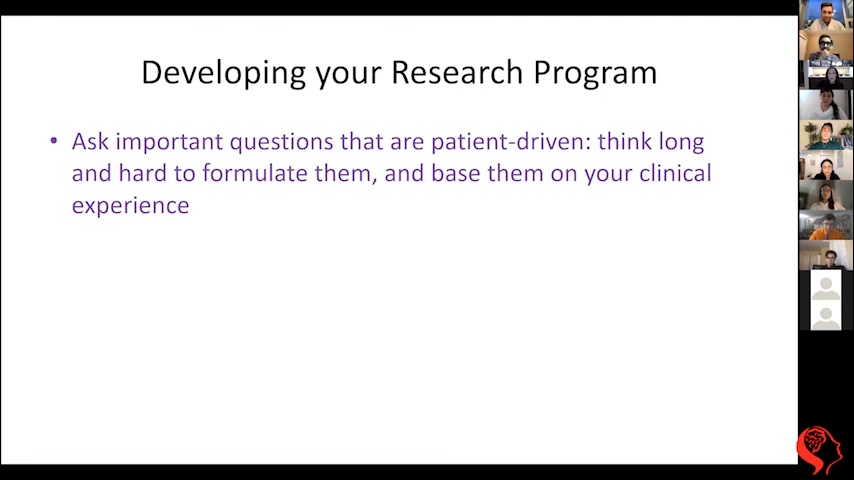 Developing your Research Program
• Ask important questions that are patient-driven: think long
and hard to formulate them, and base them on your clinical
experience